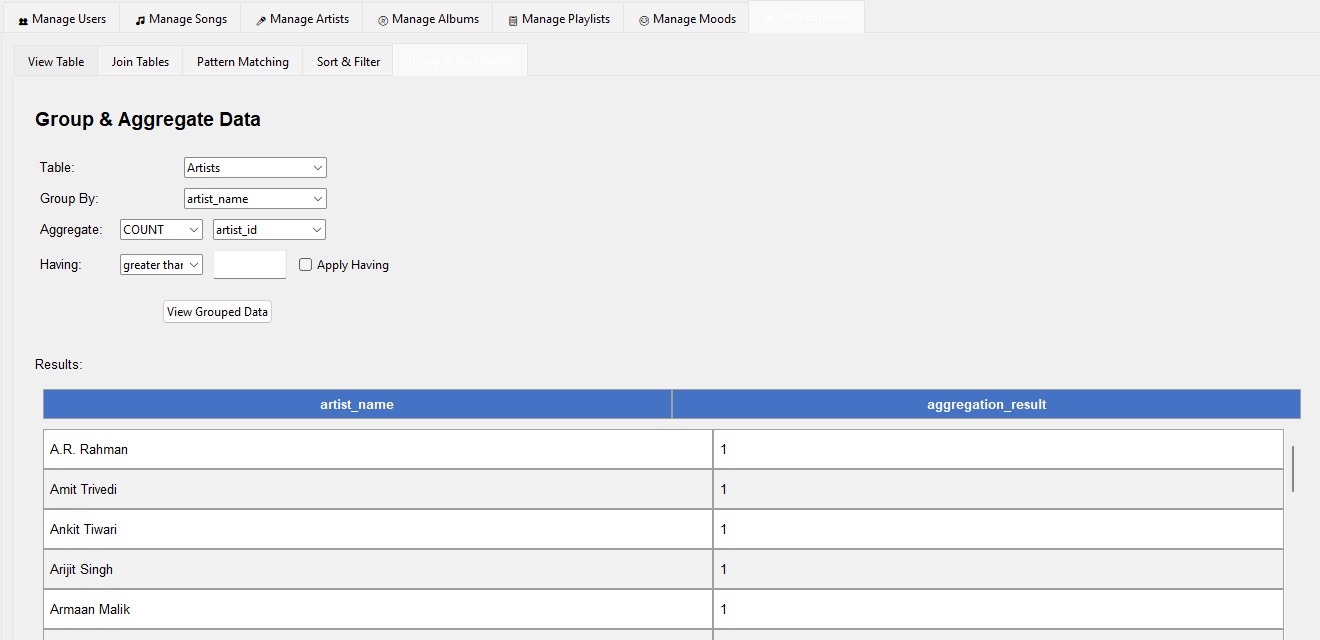 Manage Users Manage Songs Manage Artists Manage Albums Manage Playlists Manage Moods
View Table Join Tables Pattern Matching Sort & Filter Group & Aggregate
Group & Aggregate Data
Table: Artists
Group By: artist_name
Aggregate: COUNT artist_id
Having: greater thar Apply Having
View Grouped Data
Results:
artist_name aggregation_result
A.R. Rahman 1
Amit Trivedi 1
Ankit Tiwari 1
Arijit Singh 1
Armaan Malik 1